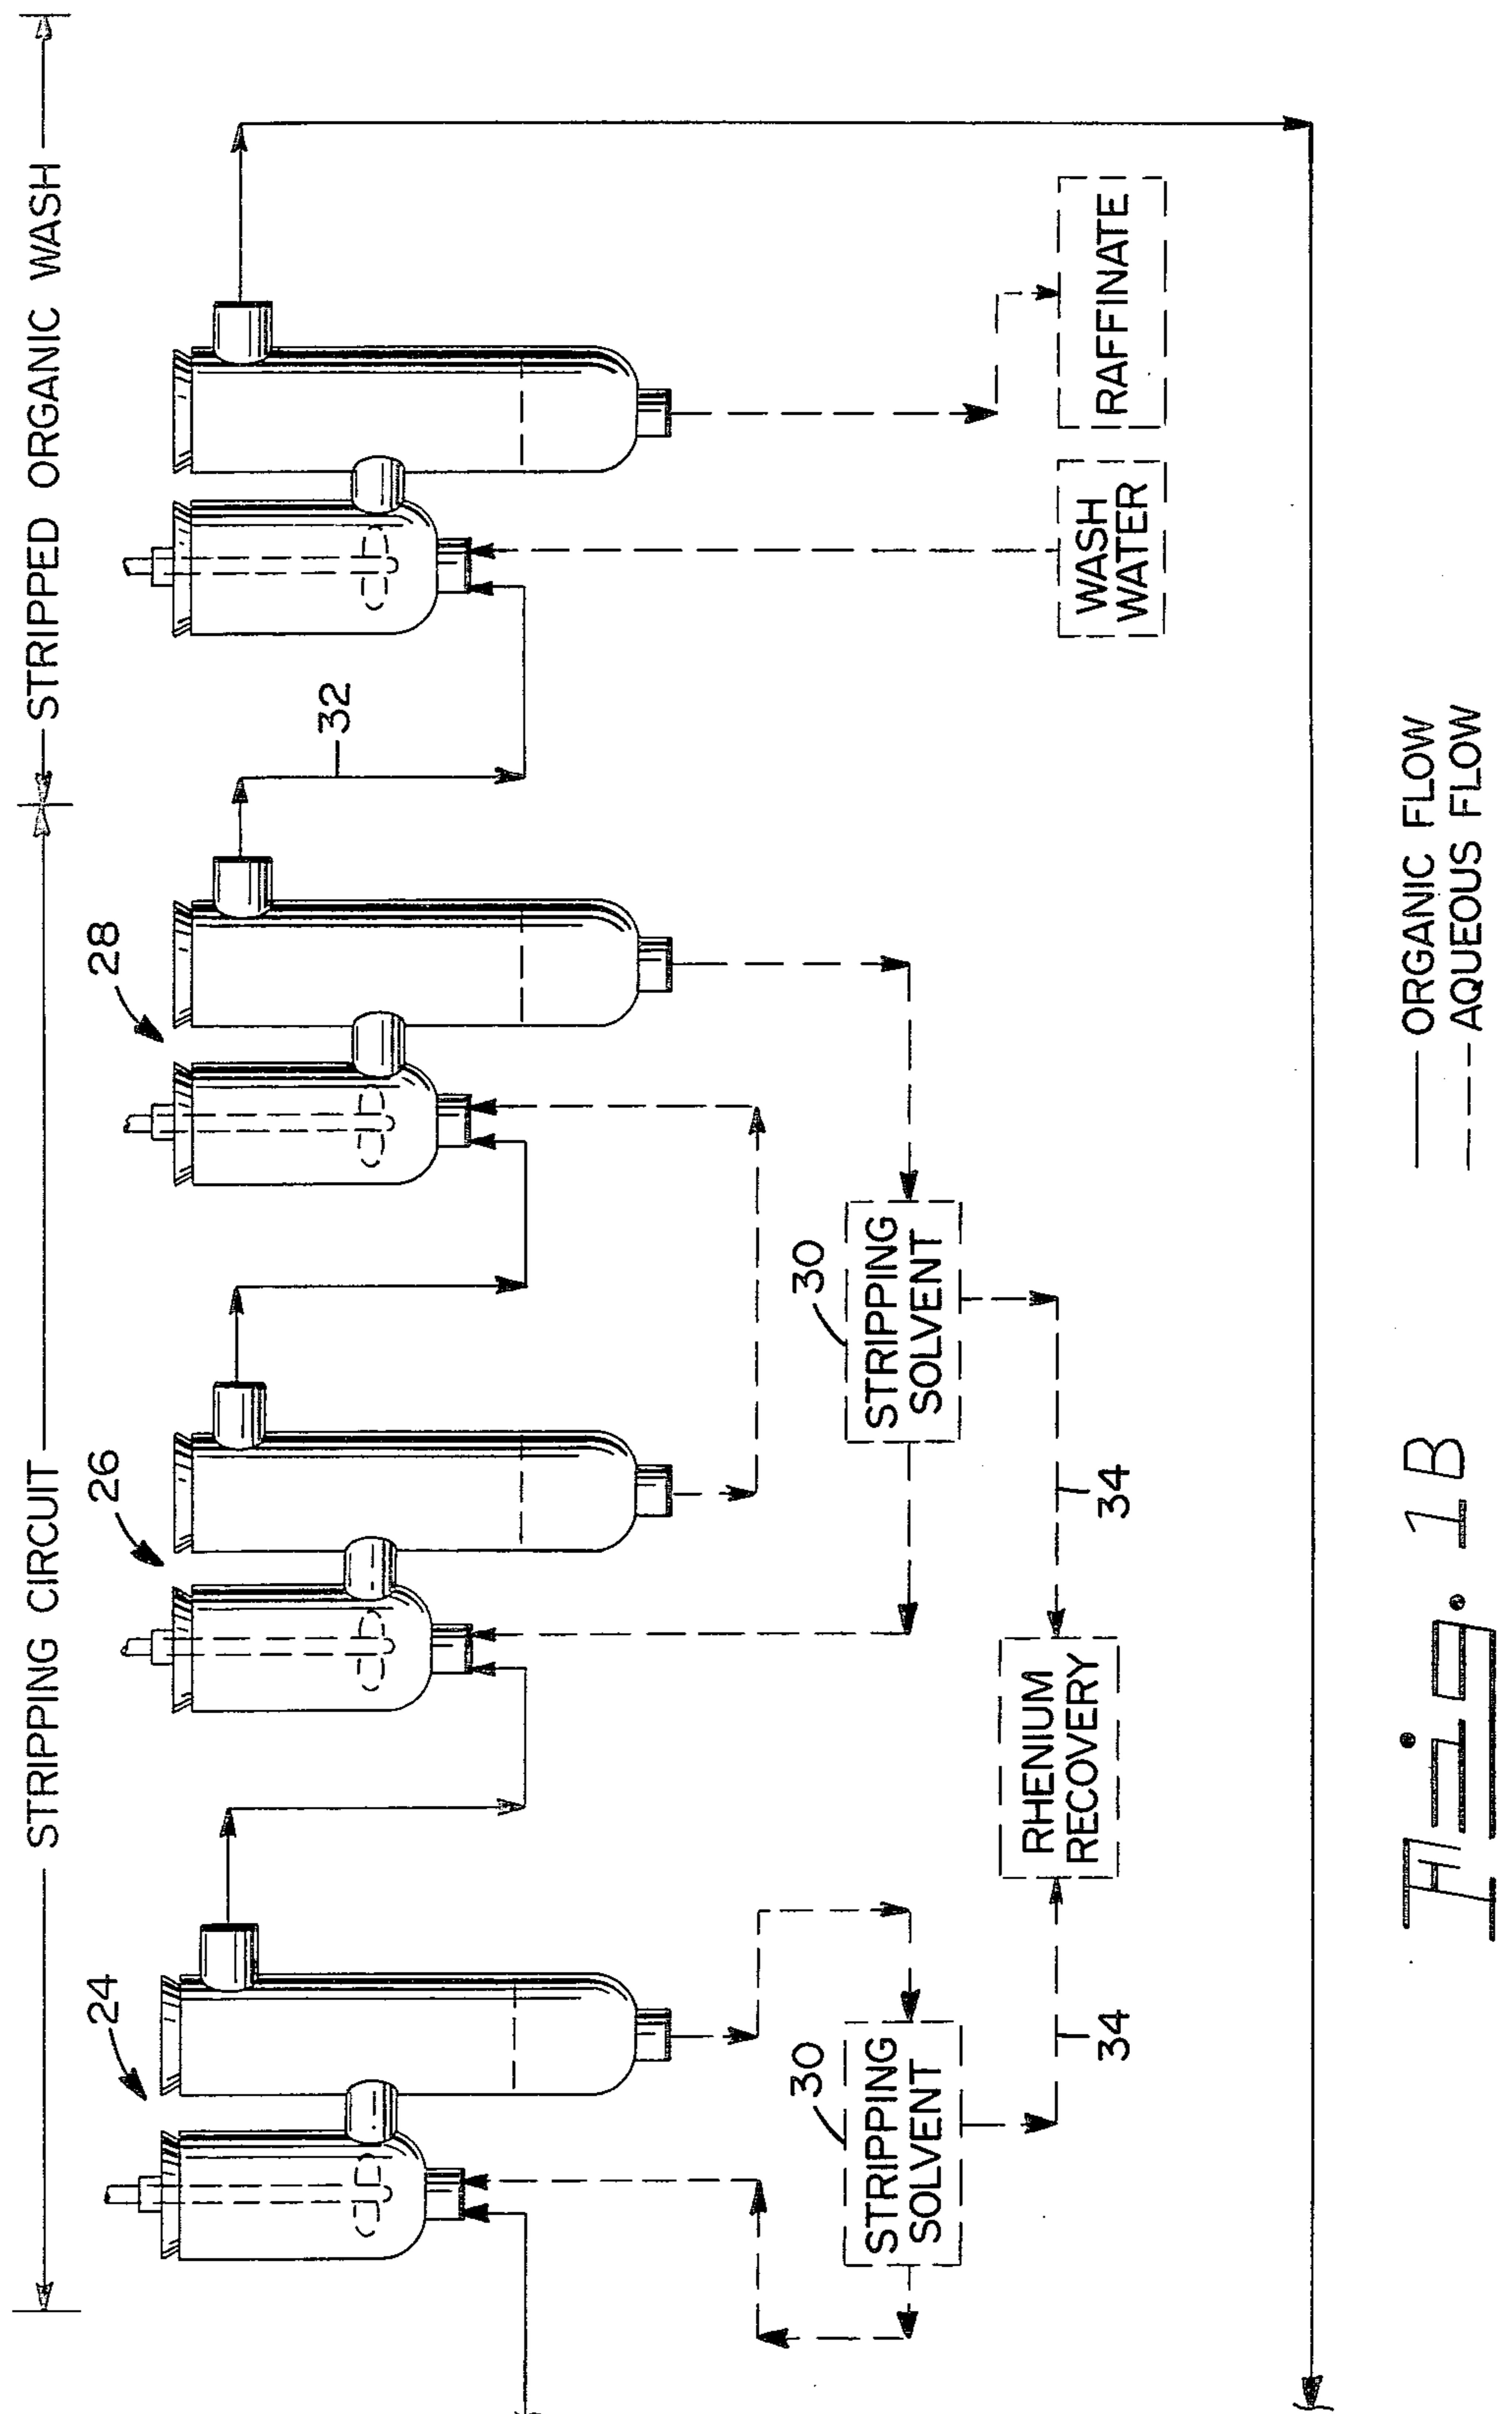 STRIPPING CIRCUIT
STRIPPED ORGANIC WASH
24
26
28
32
30
STRIPPING
SOLVENT
30
STRIPPING
SOLVENT
WASH
WATER
RAFFINATE
34
RHENIUM
RECOVERY
34
ORGANIC FLOW
AQUEOUS FLOW
Fig. 1B